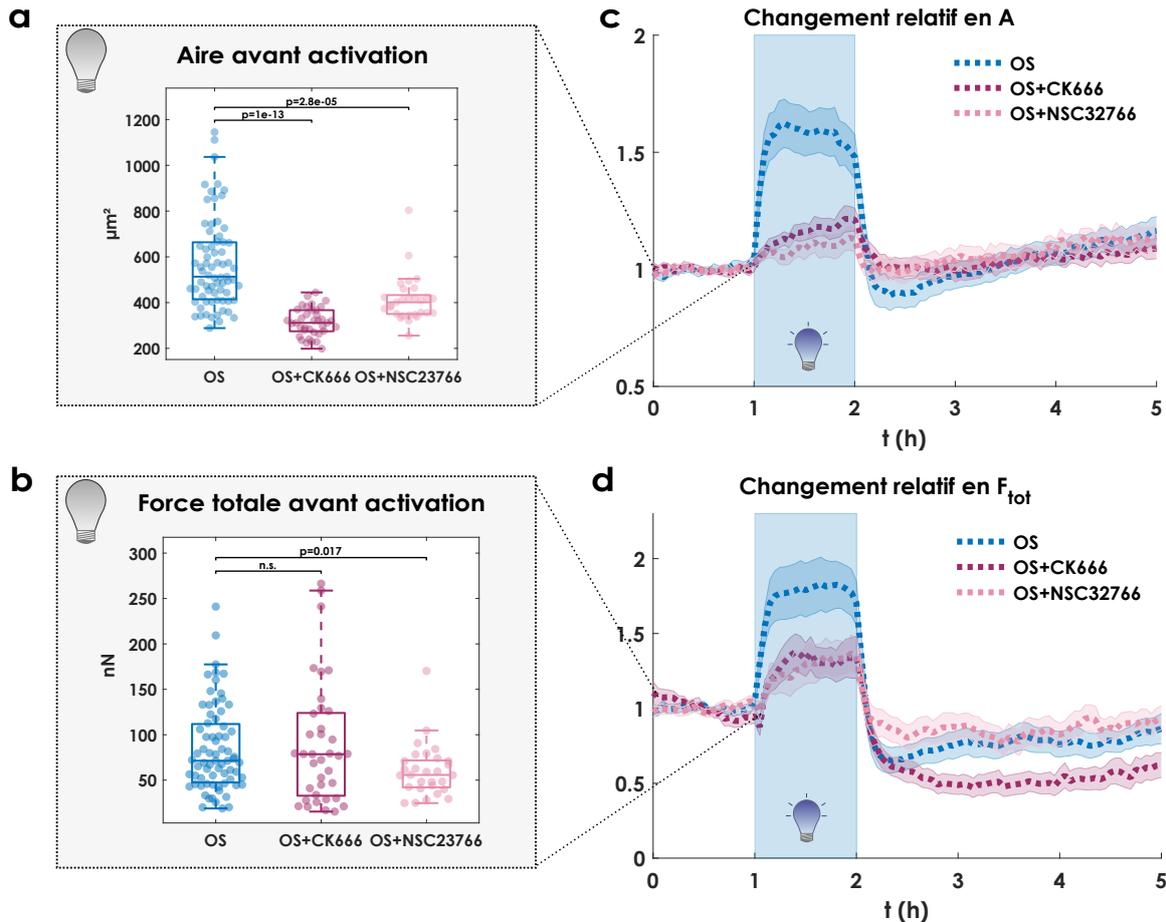 a
Aire avant activation
p=2.8e-05
p=1e-13
1200
1000
800
600
400
200
µm²
OS
OS+CK666
OS+NSC23766
c
Changement relatif en A
OS
OS+CK666
OS+NSC32766
2
1.5
1
0.5
0
1
2
3
4
5
t (h)
b
Force totale avant activation
p=0.017
n.s.
300
250
200
150
100
50
nN
OS
OS+CK666
OS+NSC23766
d
Changement relatif en Ftot
OS
OS+CK666
OS+NSC32766
2
1.5
1
0.5
0
0
1
2
3
4
5
t (h)